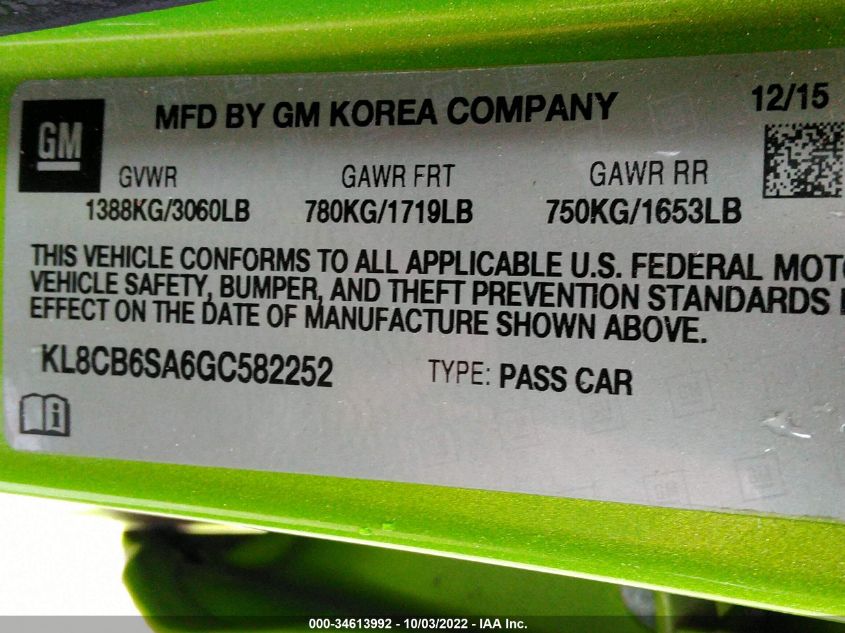 MFD BY GM KOREA COMPANY 12/15
GM
GVWR GAWR FRT GAWR RR
1388KG/3060LB 780KG/1719LB 750KG/1653LB
THIS VEHICLE CONFORMS TO ALL APPLICABLE U.S. FEDERAL MOTO
VEHICLE SAFETY, BUMPER, AND THEFT PREVENTION STANDARDS
EFFECT ON THE DATE OF MANUFACTURE SHOWN ABOVE.
KL8CB6SA6GC582252 TYPE: PASS CAR
000-34613992 - 10/03/2022 - IAA Inc.